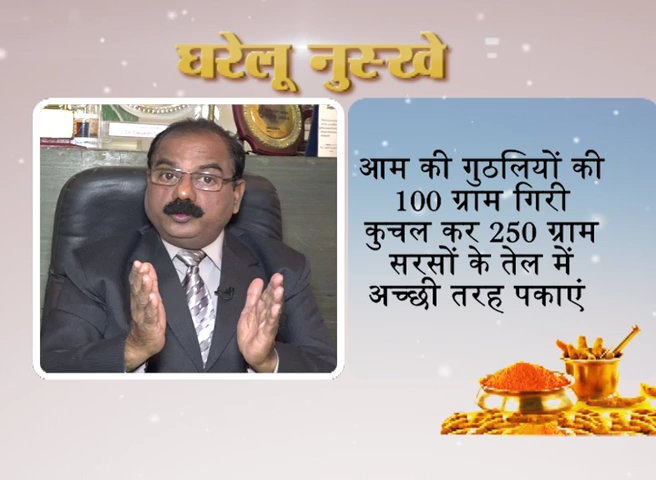 घरेलू नुस्खे
आम की गुठलियों की
100 ग्राम गिरी
कुचल कर 250 ग्राम
सरसों के तेल में
अच्छी तरह पकाएं